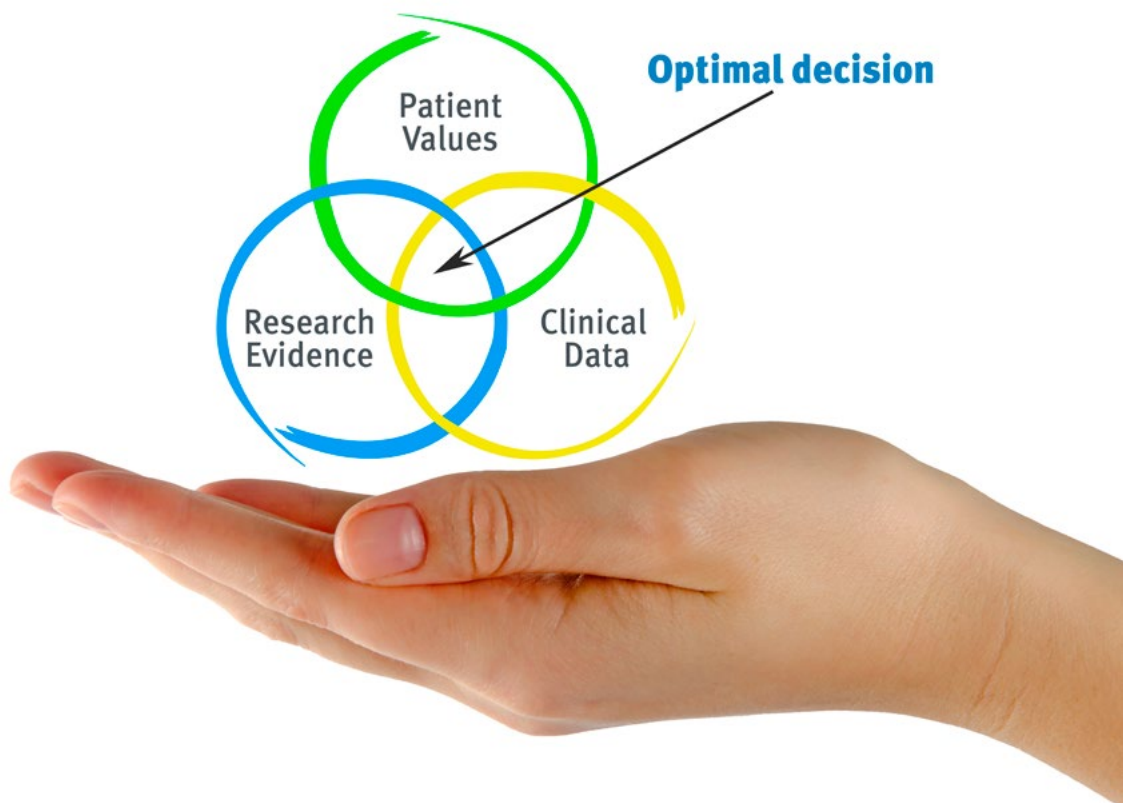 Optimal decision
Patient
Values
Research
Evidence
Clinical
Data